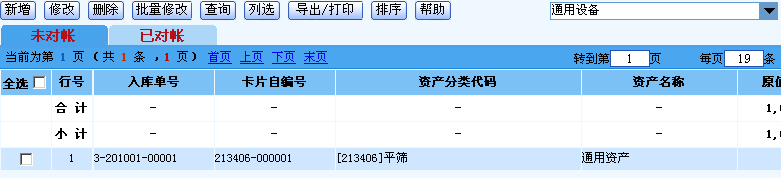 新增 修改 删除 批量修改 查询 列选 导出/打印 排序 帮助 通用设备
未对帐 已对帐
当前为第 1 页 (共 1 条 ,1 页) 首页 上页 下页 末页 转到第 1 页 每页 19 条
全选 行号 入库单号 卡片自编号 资产分类代码 资产名称 原值
合 计 - - - -
小 计 - - - -
1 3-201001-00001 213406-000001 [213406]平筛 通用资产